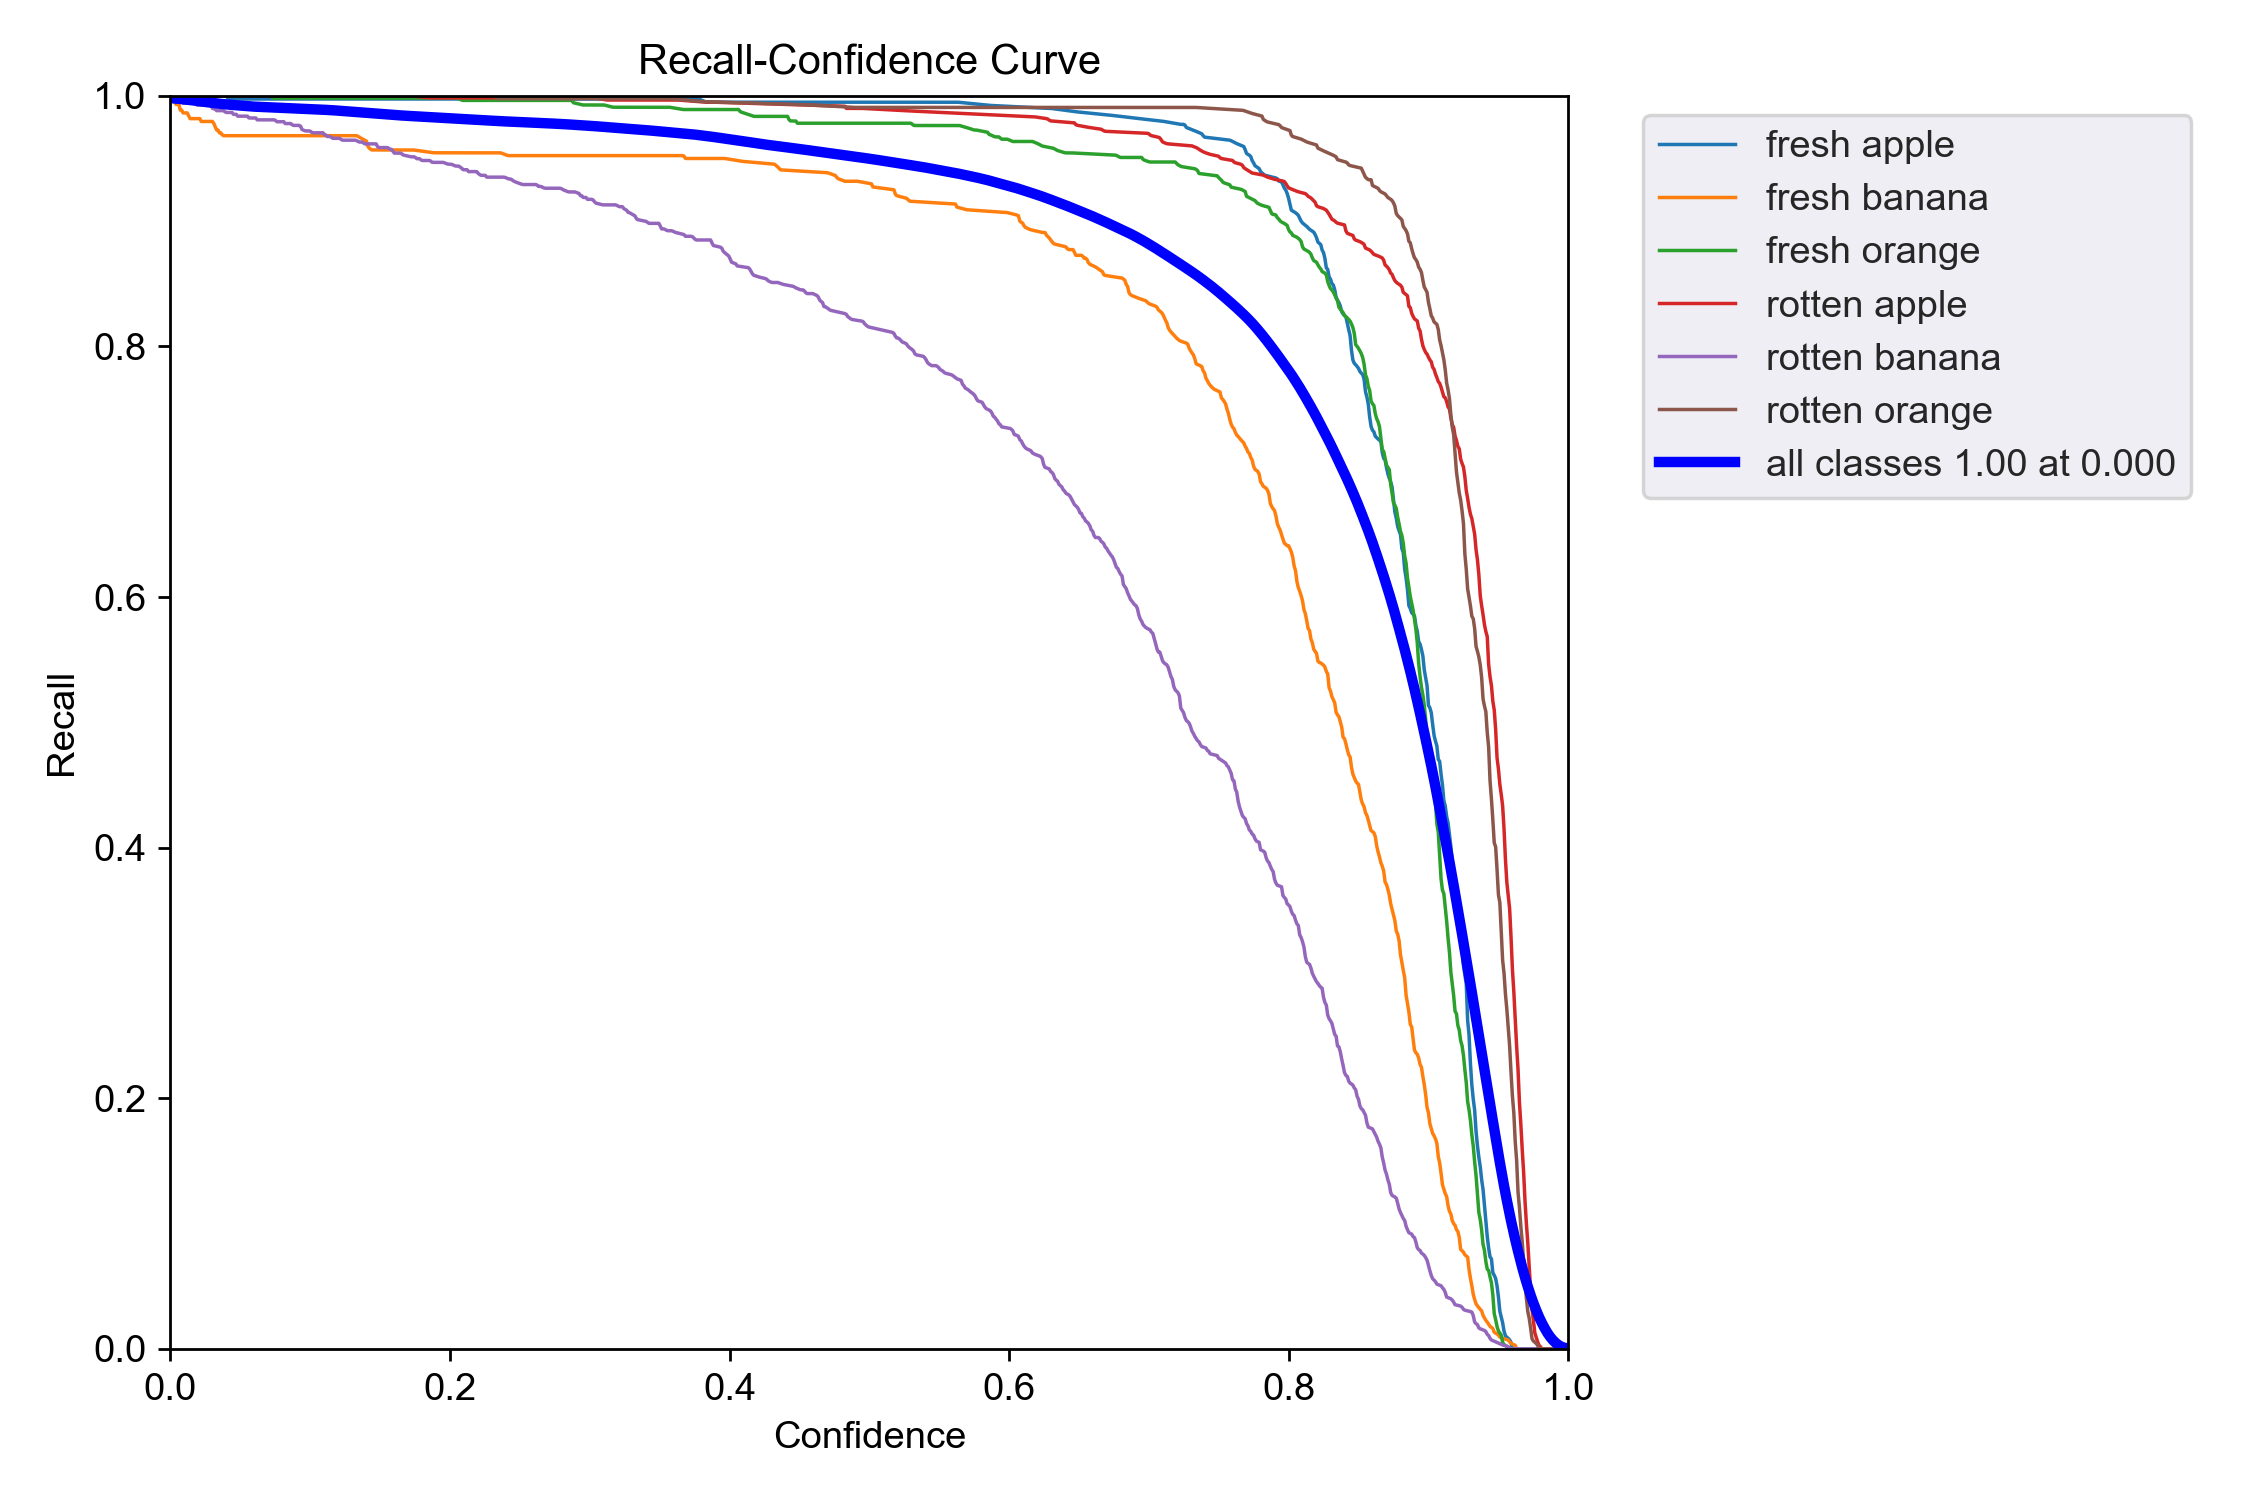 Recall-Confidence Curve
1.0
0.8
0.6
0.4
0.2
0.0
Recall
0.0 0.2 0.4 0.6 0.8 1.0
Confidence
fresh apple
fresh banana
fresh orange
rotten apple
rotten banana
rotten orange
all classes 1.00 at 0.000